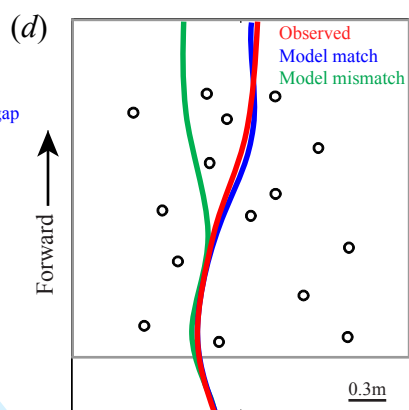 (d)
Observed
Model match
Model mismatch
gap
Forward
0.3m